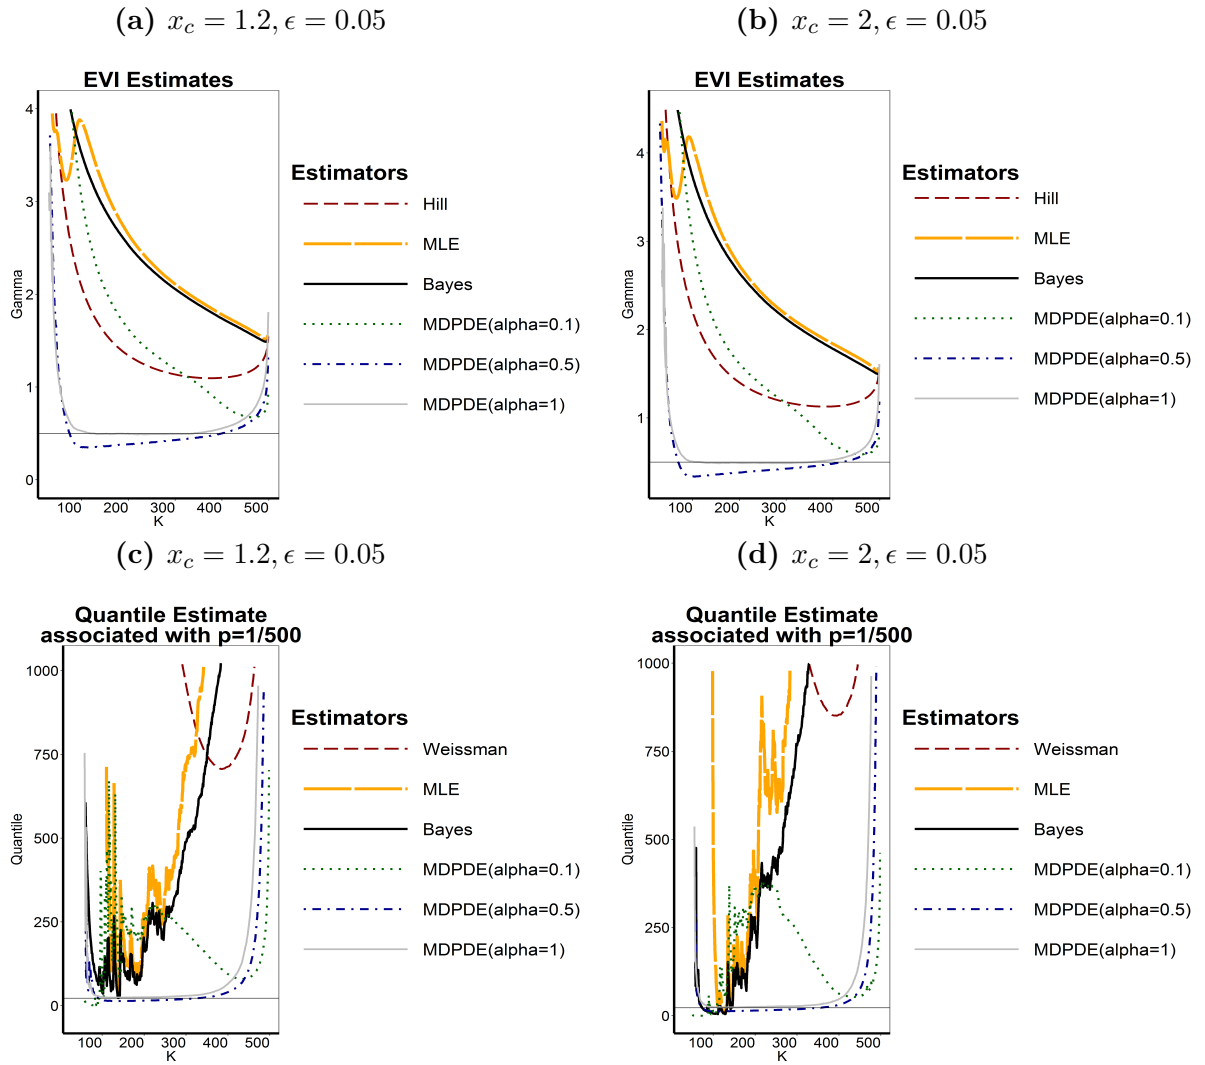 (a) x_c = 1.2, ϵ = 0.05
EVI Estimates
4
3
2
1
0
Gamma
100 200 300 400 500
K
Estimators
Hill
MLE
Bayes
MDPDE(alpha=0.1)
MDPDE(alpha=0.5)
MDPDE(alpha=1)
(b) x_c = 2, ϵ = 0.05
EVI Estimates
4
3
2
1
Gamma
100 200 300 400 500
K
Estimators
Hill
MLE
Bayes
MDPDE(alpha=0.1)
MDPDE(alpha=0.5)
MDPDE(alpha=1)
(c) x_c = 1.2, ϵ = 0.05
Quantile Estimate
associated with p=1/500
1000
750
500
250
0
Quantile
100 200 300 400 500
K
Estimators
Weissman
MLE
Bayes
MDPDE(alpha=0.1)
MDPDE(alpha=0.5)
MDPDE(alpha=1)
(d) x_c = 2, ϵ = 0.05
Quantile Estimate
associated with p=1/500
1000
750
500
250
0
Quantile
100 200 300 400 500
K
Estimators
Weissman
MLE
Bayes
MDPDE(alpha=0.1)
MDPDE(alpha=0.5)
MDPDE(alpha=1)